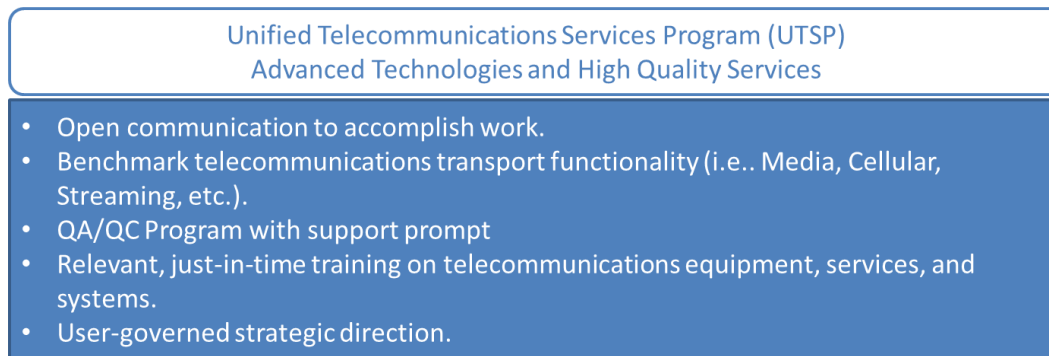 Unified Telecommunications Services Program (UTSP)
Advanced Technologies and High Quality Services
• Open communication to accomplish work.
• Benchmark telecommunications transport functionality (i.e.. Media, Cellular,
Streaming, etc.).
• QA/QC Program with support prompt
• Relevant, just-in-time training on telecommunications equipment, services, and
systems.
• User-governed strategic direction.